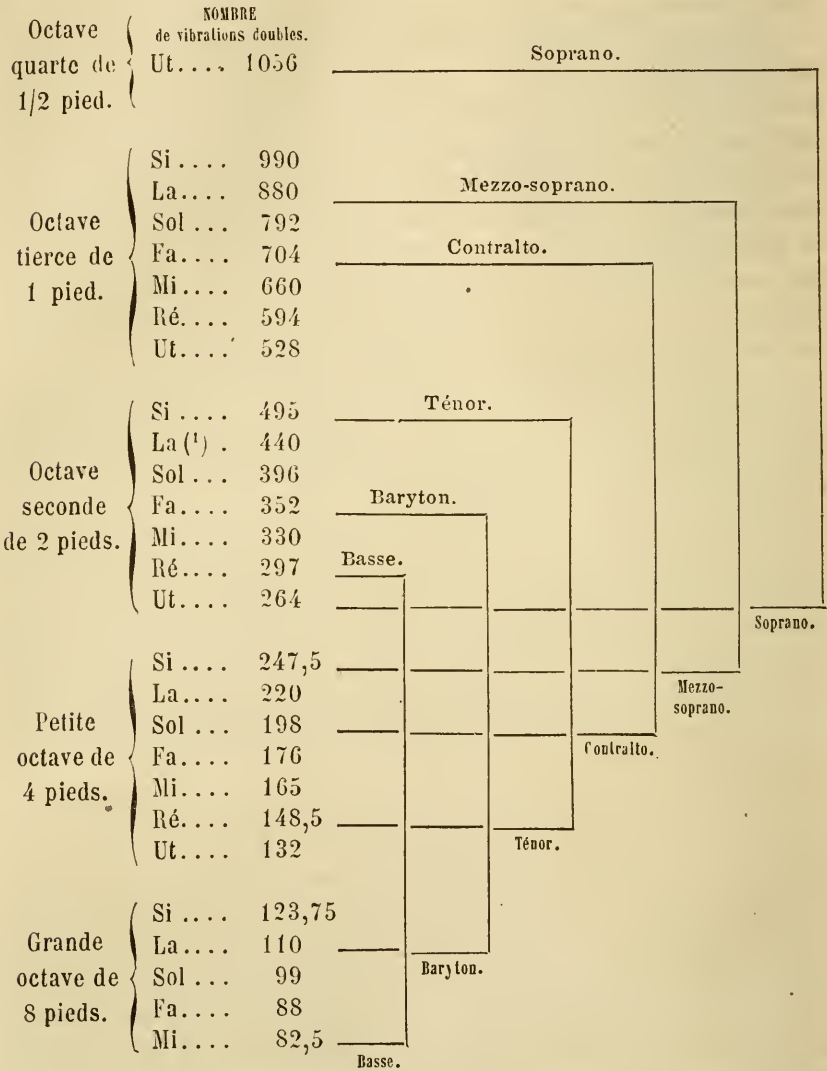 NOMBRE
Octave de vibrations doubles.
quarte de Ut.... 1056 Soprano.
1/2 pied.
Si .... 990
La.... 880 Mezzo-soprano.
Octave Sol ... 792
tierce de Fa.... 704 Contralto.
1 pied. Mi.... 660
Ré.... 594
Ut.... 528
Si .... 495 Ténor.
La (1) . 440
Octave Sol ... 396
seconde Fa.... 352 Baryton.
de 2 pieds. Mi.... 330
Ré.... 297 Basse.
Ut.... 264
Soprano.
Si .... 247,5
La.... 220 Mezzo-
soprano.
Petite Sol ... 198
octave de Fa.... 176 Contralto.
4 pieds. Mi.... 165
Ré.... 148,5
Ut.... 132 Ténor.
Si .... 123,75
Grande La.... 110
octave de Sol ... 99 Baryton.
8 pieds. Fa.... 88
Mi.... 82,5
Basse.